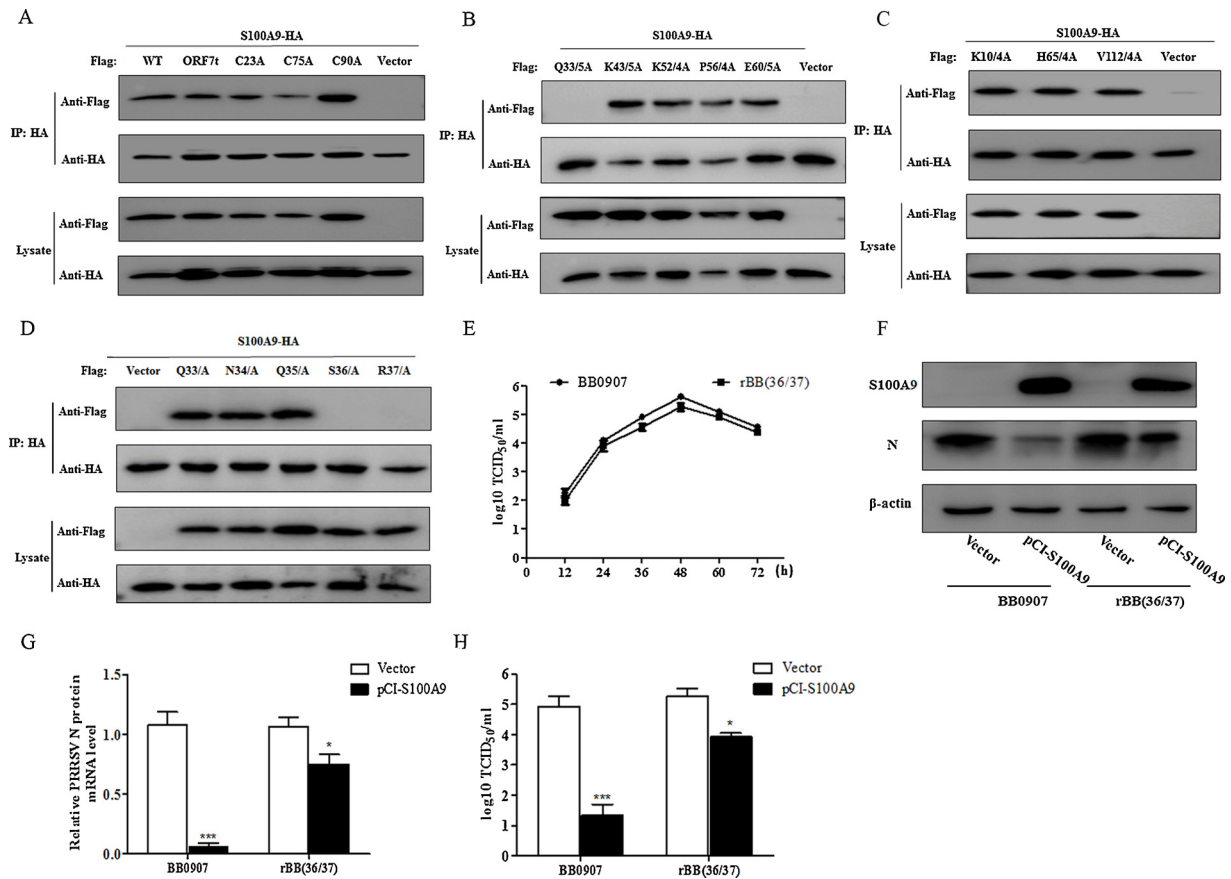 A
S100A9-HA
Flag: WT ORF7t C23A C75A C90A Vector
IP: HA
Anti-Flag
Anti-HA
Lysate
Anti-Flag
Anti-HA
B
S100A9-HA
Flag: Q33/5A K43/5A K52/4A P56/4A E60/5A Vector
IP: HA
Anti-Flag
Anti-HA
Lysate
Anti-Flag
Anti-HA
C
S100A9-HA
Flag: K10/4A H65/4A V112/4A Vector
IP: HA
Anti-Flag
Anti-HA
Lysate
Anti-Flag
Anti-HA
D
S100A9-HA
Flag: Vector Q33/A N34/A Q35/A S36/A R37/A
IP: HA
Anti-Flag
Anti-HA
Lysate
Anti-Flag
Anti-HA
E
BB0907 rBB(36/37)
log10 TCID50/ml
6
5
4
3
2
1
0
12 24 36 48 60 72 (h)
F
S100A9
N
β-actin
Vector pCI-S100A9 Vector pCI-S100A9
BB0907 rBB(36/37)
G
Vector
pCI-S100A9
Relative PRRSV N protein
mRNA level
1.5
1.0
0.5
0.0
*** *
BB0907 rBB(36/37)
H
Vector
pCI-S100A9
log10 TCID50/ml
6
5
4
3
2
1
0
*** *
BB0907 rBB(36/37)